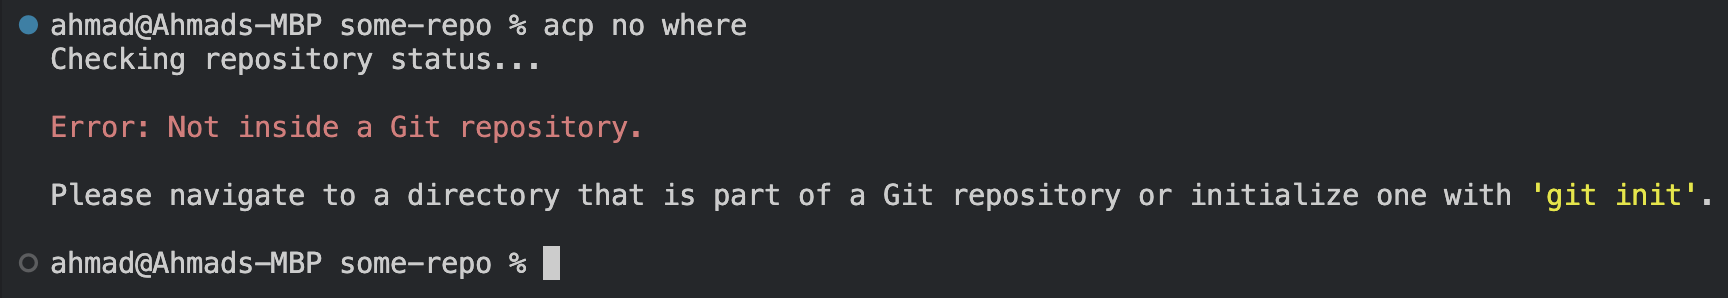 ahmad@Ahmads-MBP some-repo % acp no where
Checking repository status...
Error: Not inside a Git repository.
Please navigate to a directory that is part of a Git repository or initialize one with 'git init'.
ahmad@Ahmads-MBP some-repo %